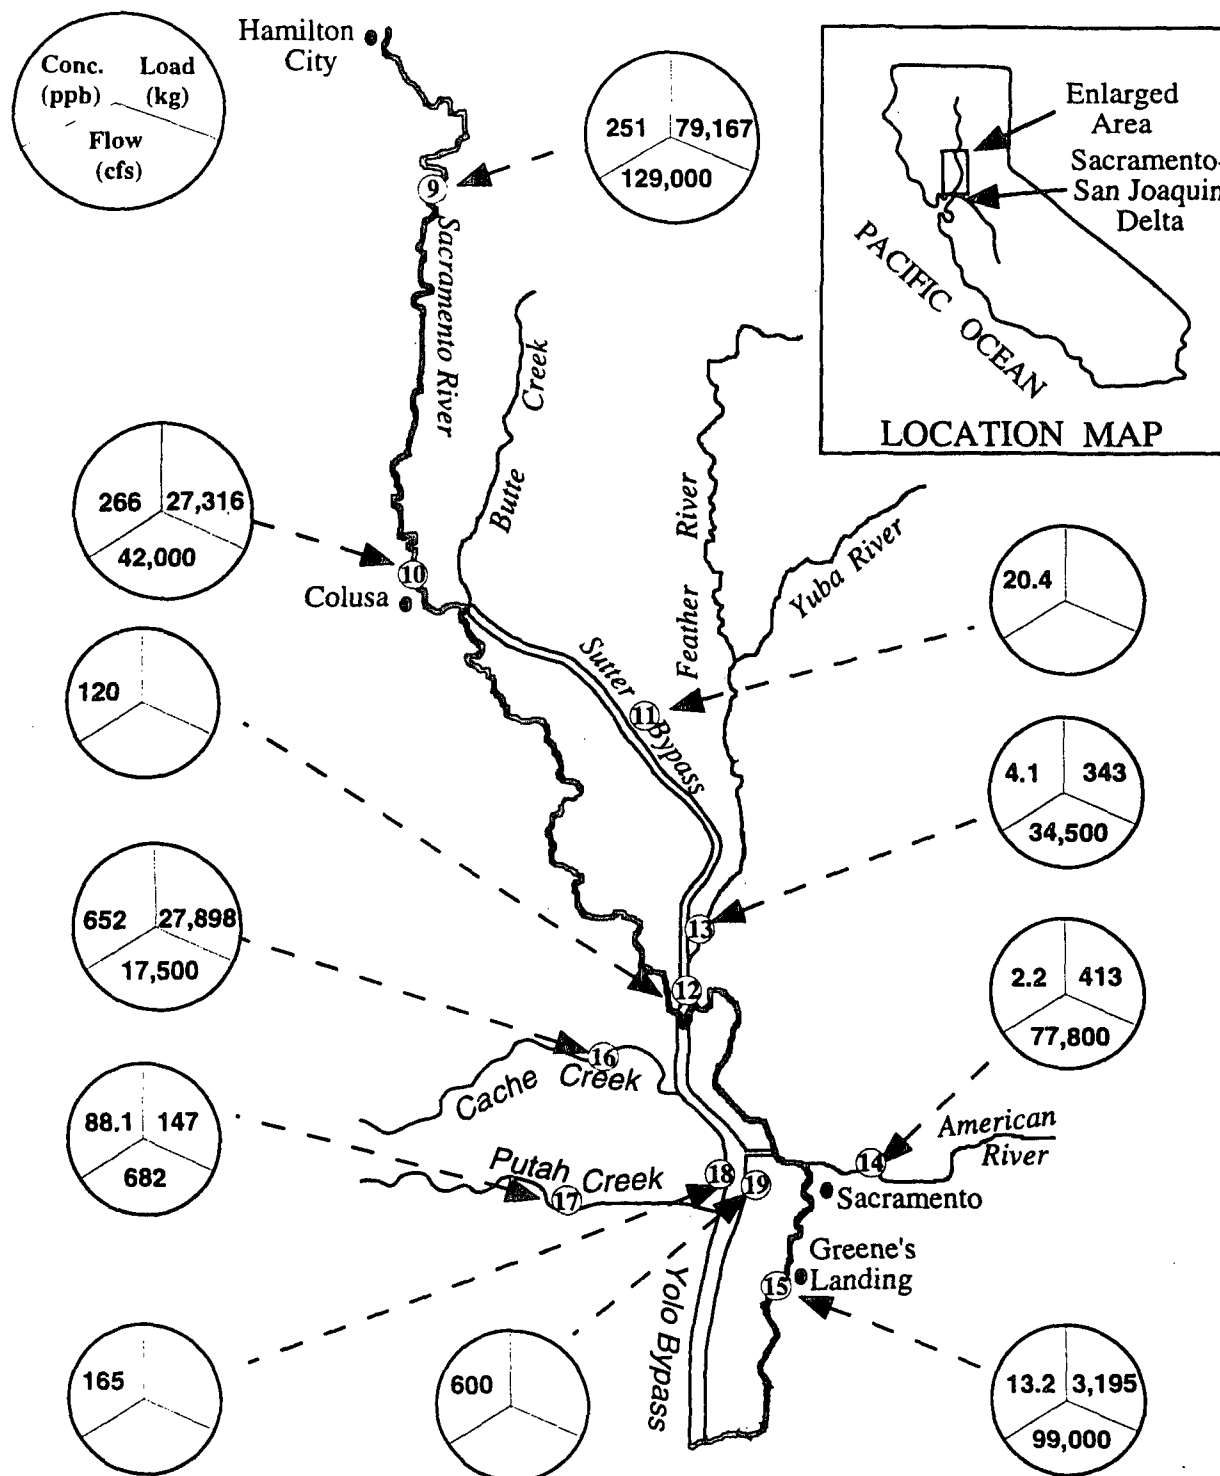 Hamilton
City
Conc. Load
(ppb) (kg)
Flow
(cfs)
251 79,167
129,000
9
Sacramento River
Enlarged
Area
Sacramento-
San Joaquin
Delta
PACIFIC OCEAN
LOCATION MAP
Butte Creek
Feather River
Yuba River
266 27,316
42,000
10
Colusa
20.4
120
Sutter Bypass
11
4.1 343
34,500
13
652 27,898
17,500
12
2.2 413
77,800
16
Cache Creek
88.1 147
682
Putah Creek
17
18
19
14
American
River
Sacramento
Greene's
Landing
15
Yolo Bypass
165
600
13.2 3,195
99,000